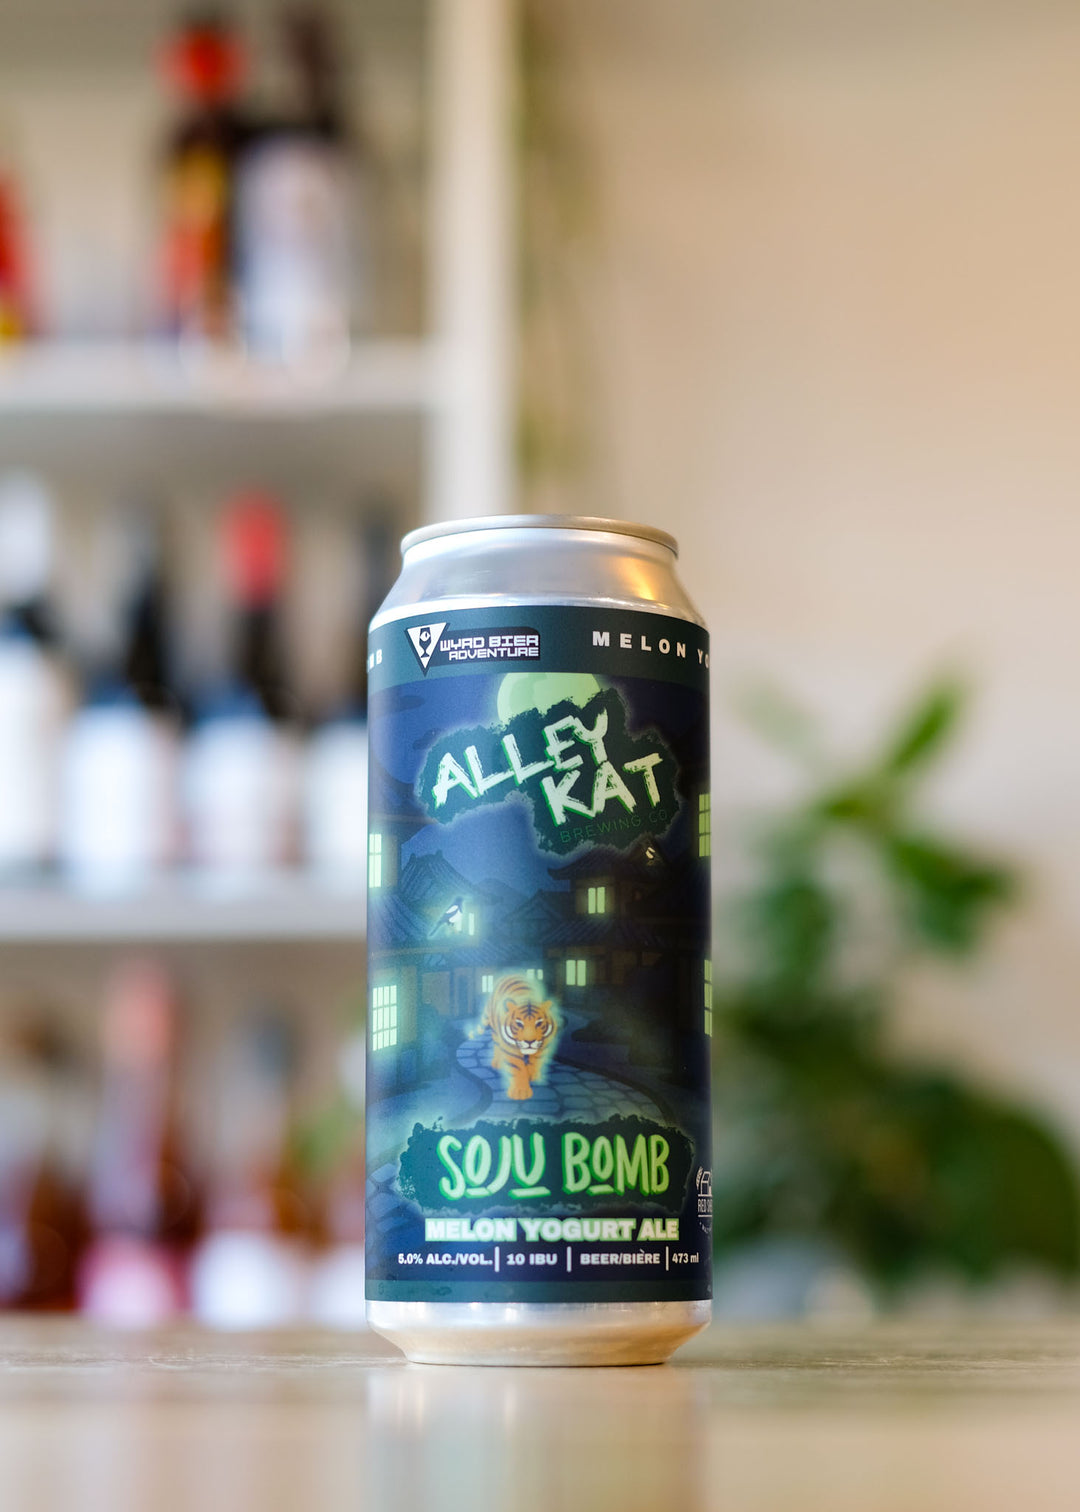 WYRD BIER
ADVENTURE
MELON
ALLEY
KAT
BREWING CO
SOJU BOMB
MELON YOGURT ALE
5.0% ALC./VOL. | 10 IBU | BEER/BIÈRE | 473 ml
RED